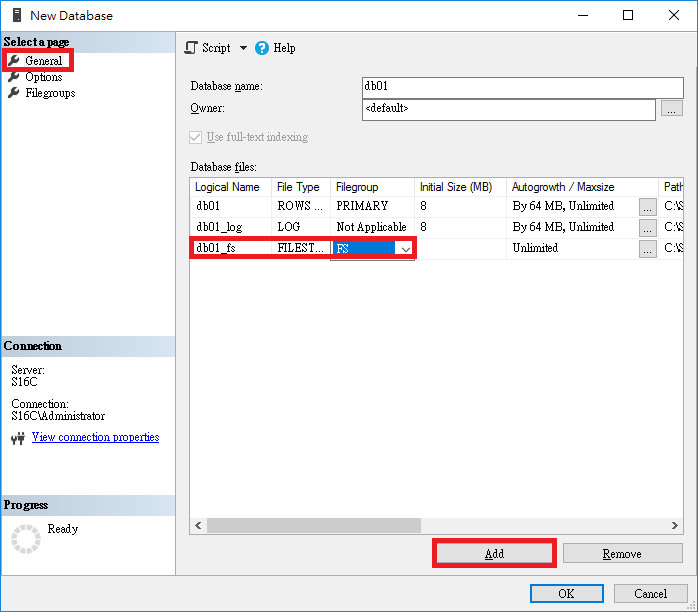 New Database
Select a page
General
Options
Filegroups
Script
Help
Database name:
db01
Owner:
<default>
...
Use full-text indexing
Database files:
Logical Name File Type Filegroup Initial Size (MB) Autogrowth / Maxsize Path
db01 ROWS ... PRIMARY 8 By 64 MB, Unlimited ... C:\S
db01_log LOG Not Applicable 8 By 64 MB, Unlimited ... C:\S
db01_fs FILEST... FS Unlimited ... C:\S
Connection
Server:
S16C
Connection:
S16C\Administrator
View connection properties
Progress
Ready
Add Remove
OK Cancel